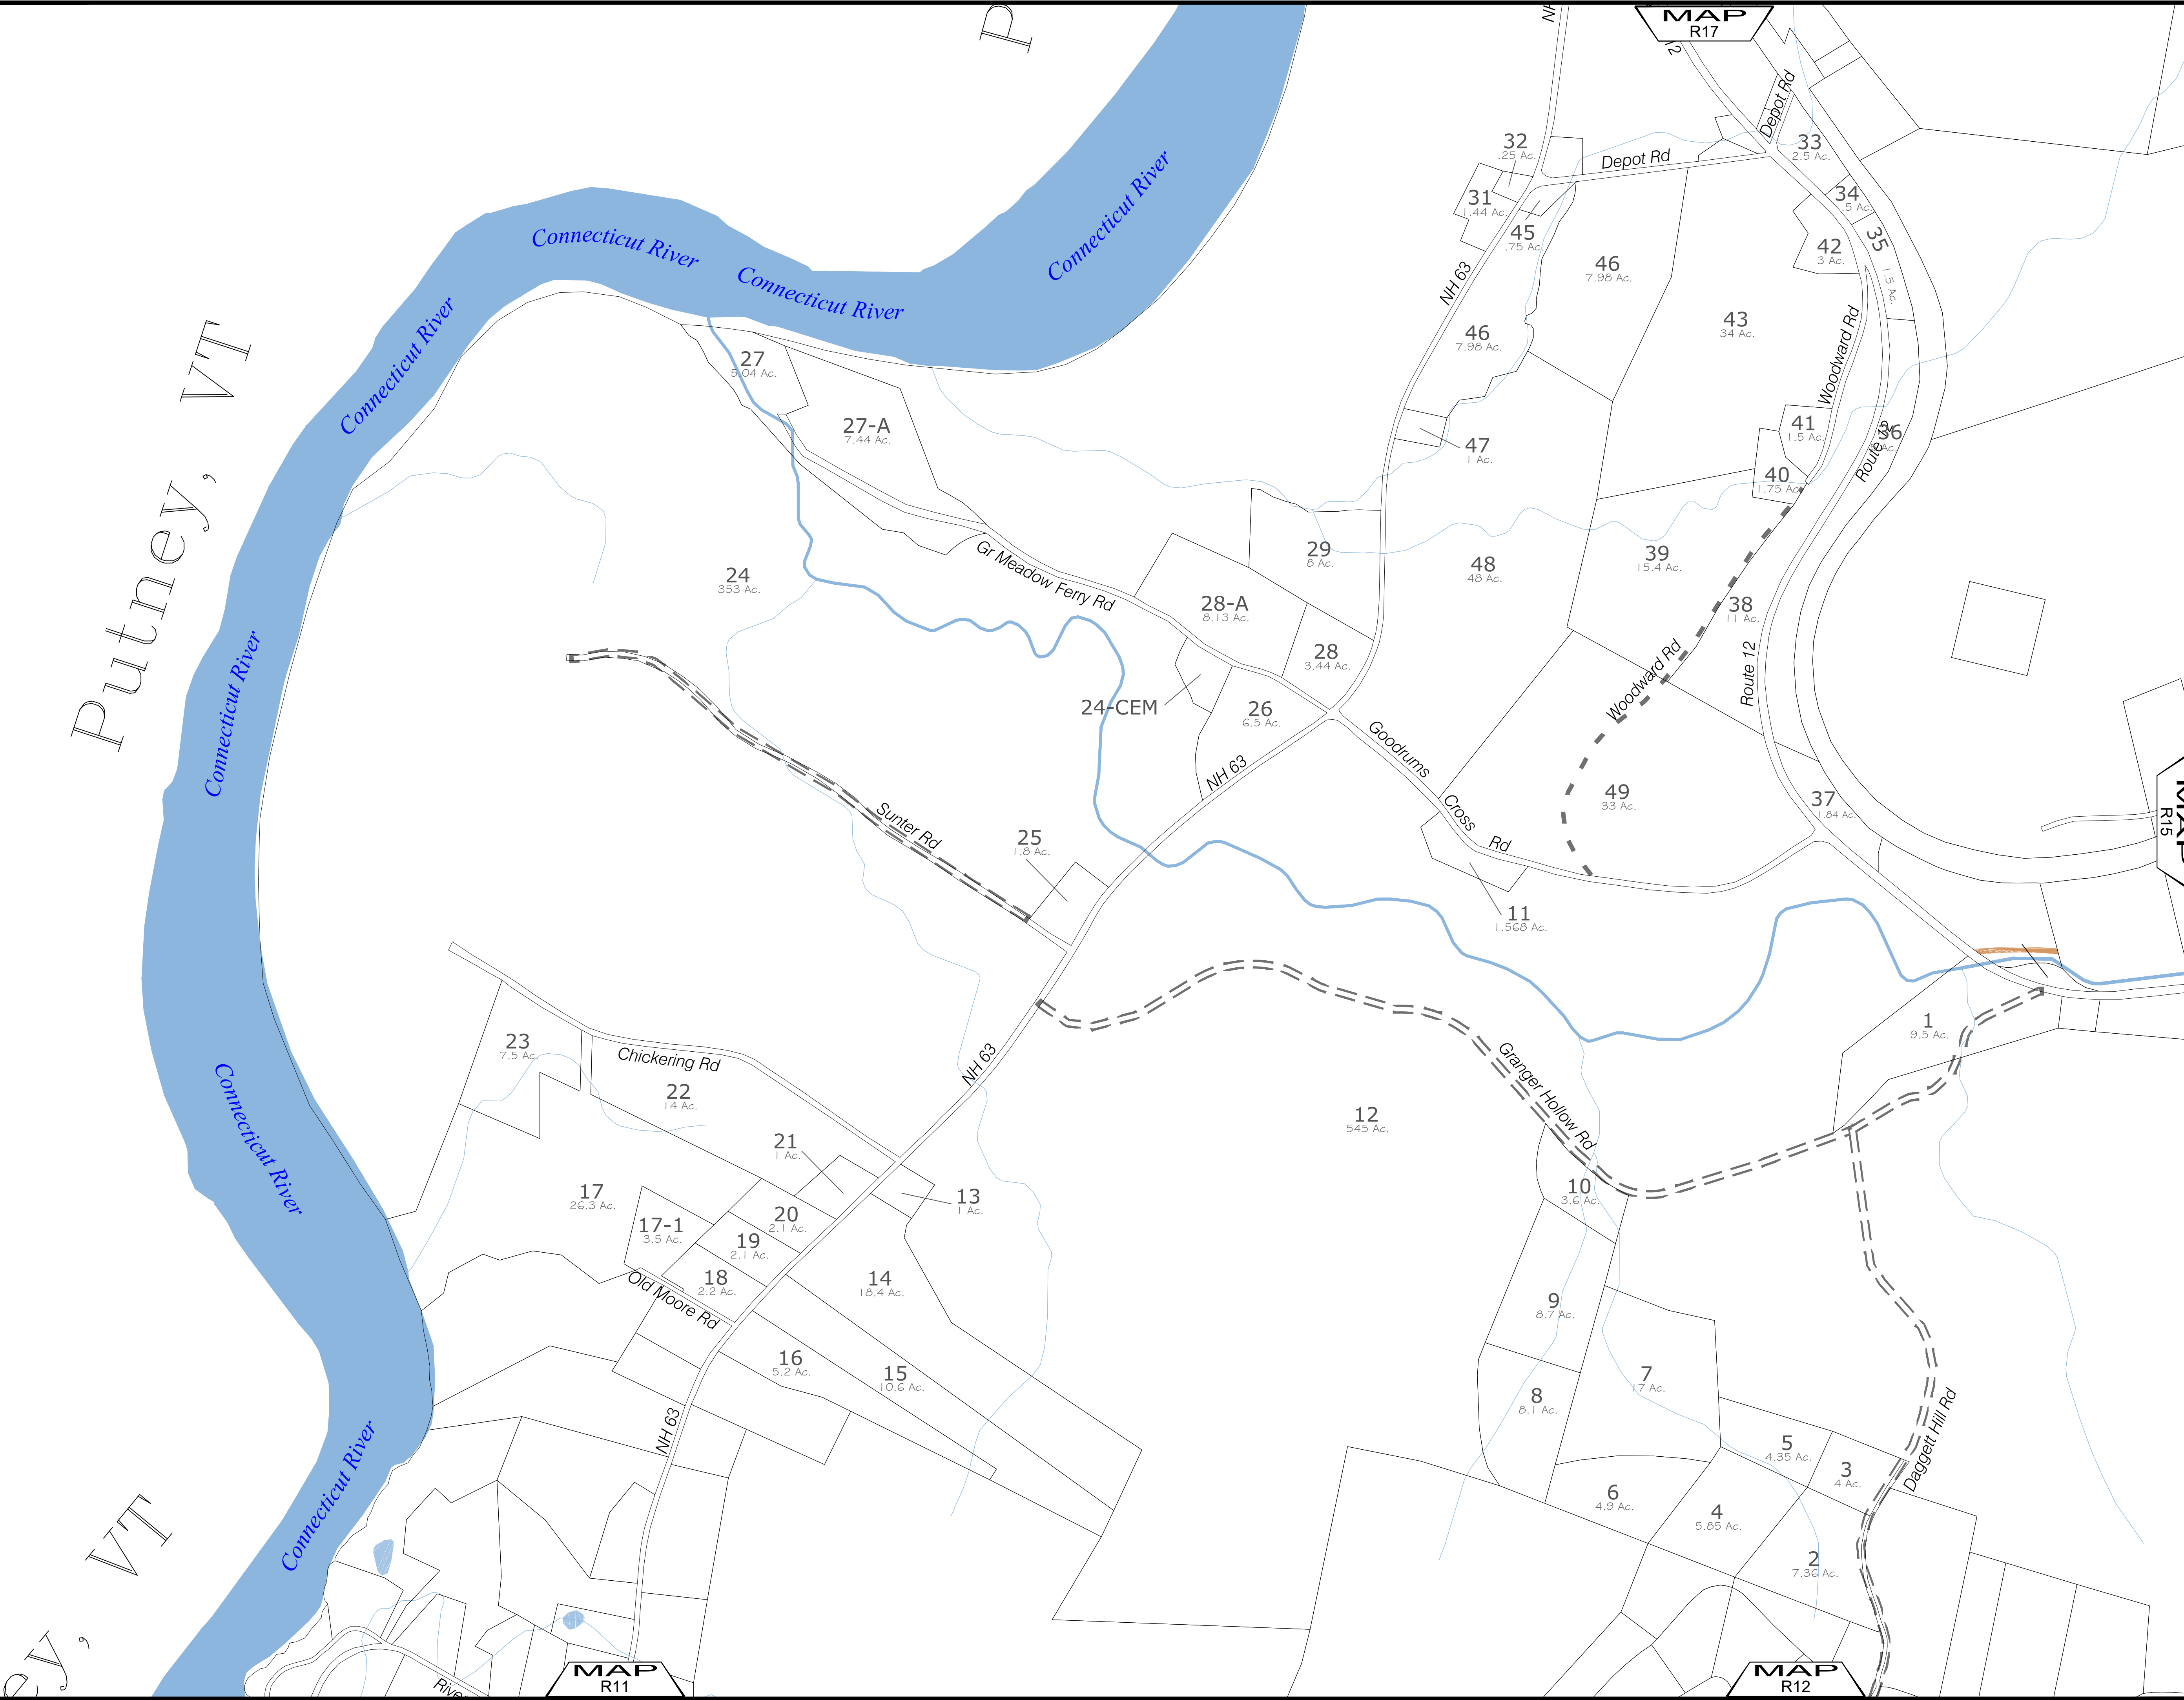 MAP
R17
NH
12
P
Depot Rd
33
2.5 Ac.
32
.25 Ac.
Depot Rd
31
1.44 Ac.
34
.5 Ac.
45
.75 Ac.
35
1.5 Ac.
42
3 Ac.
Connecticut River
Connecticut River
Connecticut River
Connecticut River
46
7.98 Ac.
NH 63
46
7.98 Ac.
43
34 Ac.
Woodward Rd
Putney, VT
27
5.04 Ac.
27-A
7.44 Ac.
47
1 Ac.
41
1.5 Ac.
36
Ac.
Route 12
40
1.75 Ac.
24
353 Ac.
Gr Meadow Ferry Rd
29
8 Ac.
48
48 Ac.
39
15.4 Ac.
28-A
8.13 Ac.
38
11 Ac.
28
3.44 Ac.
Woodward Rd
Route 12
Connecticut River
24-CEM
26
6.5 Ac.
NH 63
Goodrums
Cross
Rd
49
33 Ac.
37
1.84 Ac.
MAP
R15
Sunter Rd
25
1.8 Ac.
11
1.568 Ac.
23
7.5 Ac.
Chickering Rd
22
14 Ac.
NH 63
Granger Hollow Rd
1
9.5 Ac.
12
545 Ac.
Connecticut River
21
1 Ac.
13
1 Ac.
10
3.6 Ac.
17
26.3 Ac.
17-1
3.5 Ac.
20
2.1 Ac.
19
2.1 Ac.
18
2.2 Ac.
Old Moore Rd
14
18.4 Ac.
9
8.7 Ac.
16
5.2 Ac.
15
10.6 Ac.
7
17 Ac.
8
8.1 Ac.
NH 63
Connecticut River
5
4.35 Ac.
3
4 Ac.
Daggett Hill Rd
6
4.9 Ac.
4
5.85 Ac.
2
7.36 Ac.
ey, VT
River
MAP
R11
MAP
R12